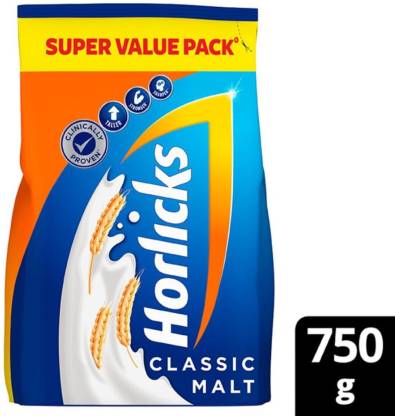 SUPER VALUE PACK°
TALLER
STRONGER
SHARPER
CLINICALLY
PROVEN
Horlicks
CLASSIC
MALT
750
g